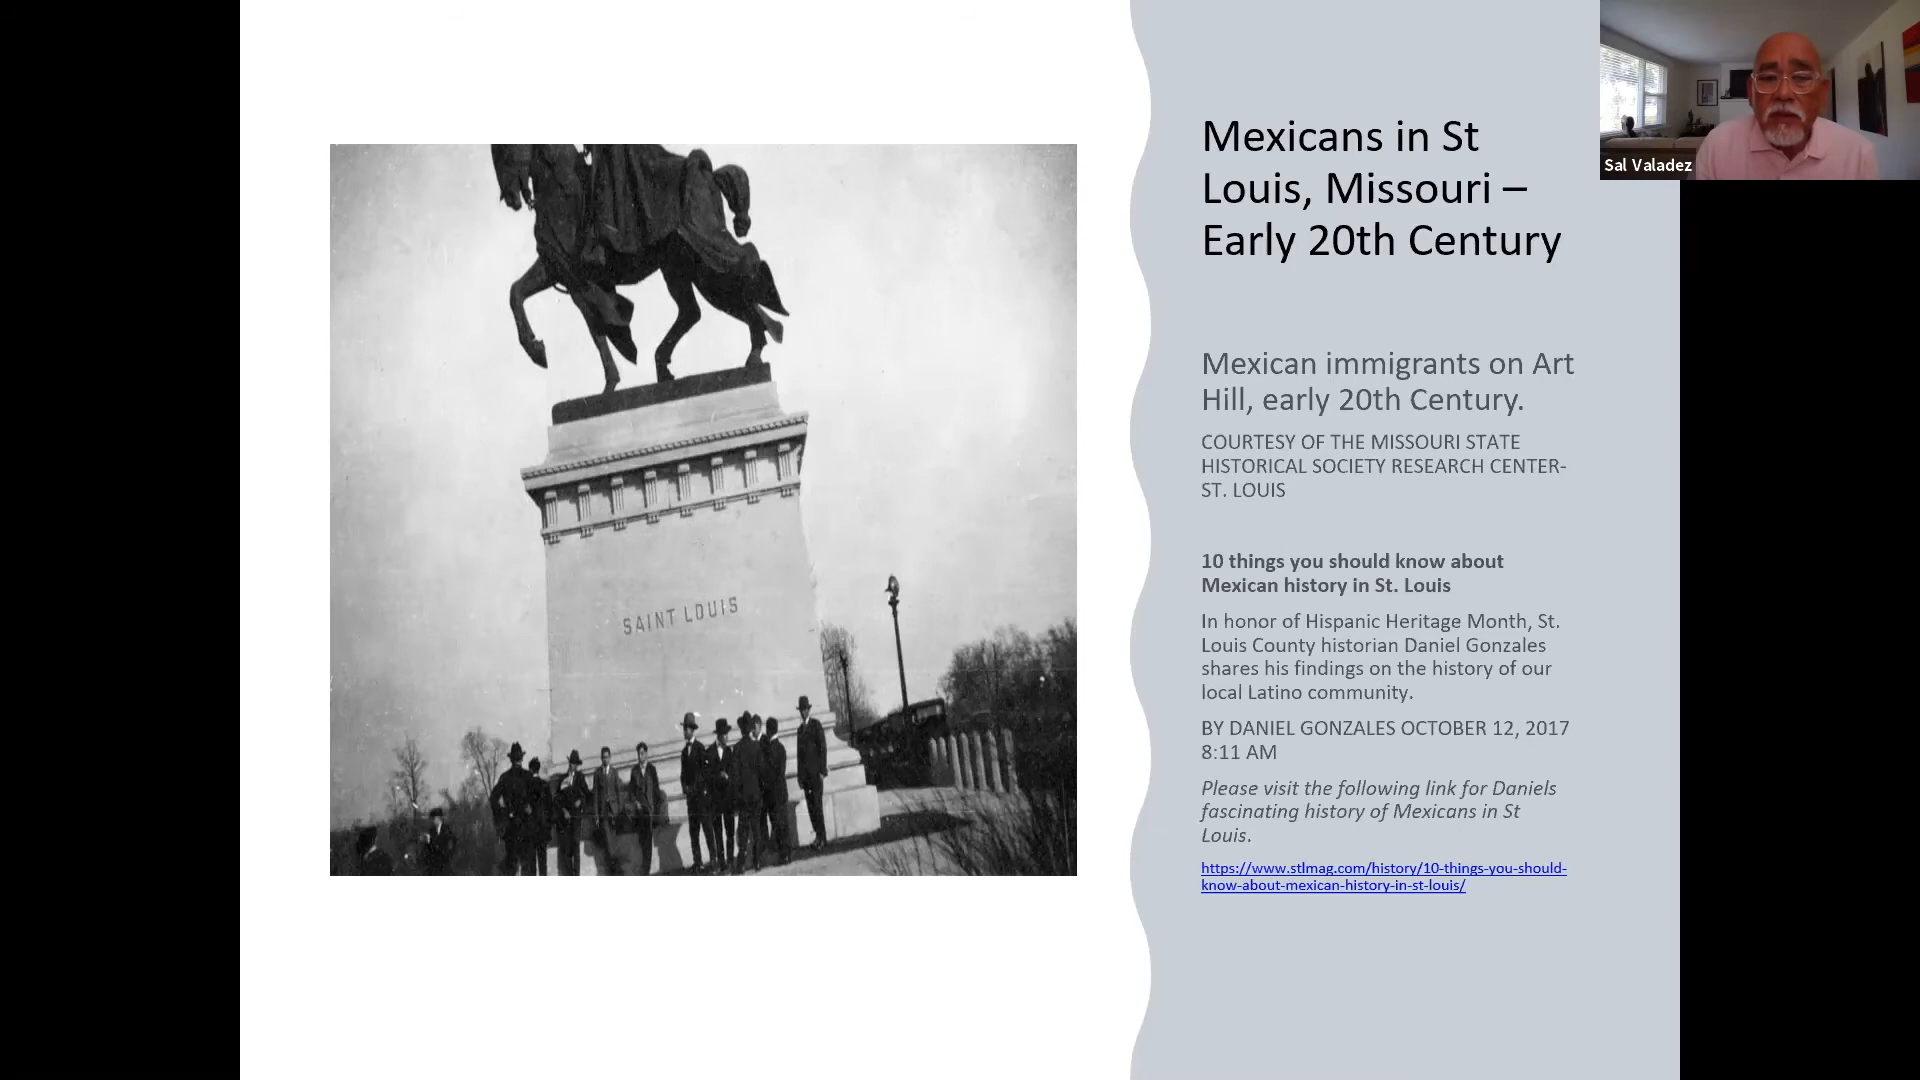 Mexicans in St
Louis, Missouri –
Early 20th Century
Mexican immigrants on Art
Hill, early 20th Century.
COURTESY OF THE MISSOURI STATE
HISTORICAL SOCIETY RESEARCH CENTER-
ST. LOUIS
10 things you should know about
Mexican history in St. Louis
In honor of Hispanic Heritage Month, St.
Louis County historian Daniel Gonzales
shares his findings on the history of our
local Latino community.
BY DANIEL GONZALES OCTOBER 12, 2017
8:11 AM
Please visit the following link for Daniels
fascinating history of Mexicans in St
Louis.
https://www.stlmag.com/history/10-things-you-should-
know-about-mexican-history-in-st-louis/
SAINT LOUIS
Sal Valadez